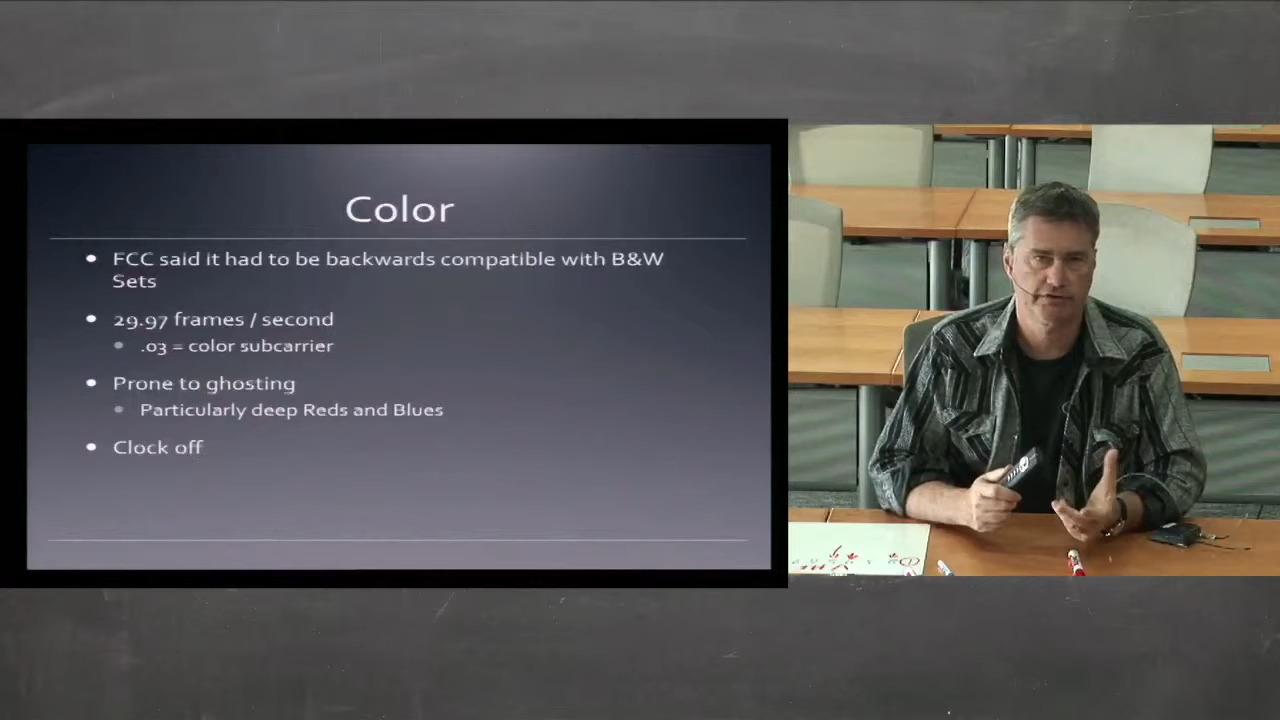 Color
• FCC said it had to be backwards compatible with B&W
Sets
• 29.97 frames / second
• .03 = color subcarrier
• Prone to ghosting
• Particularly deep Reds and Blues
• Clock off